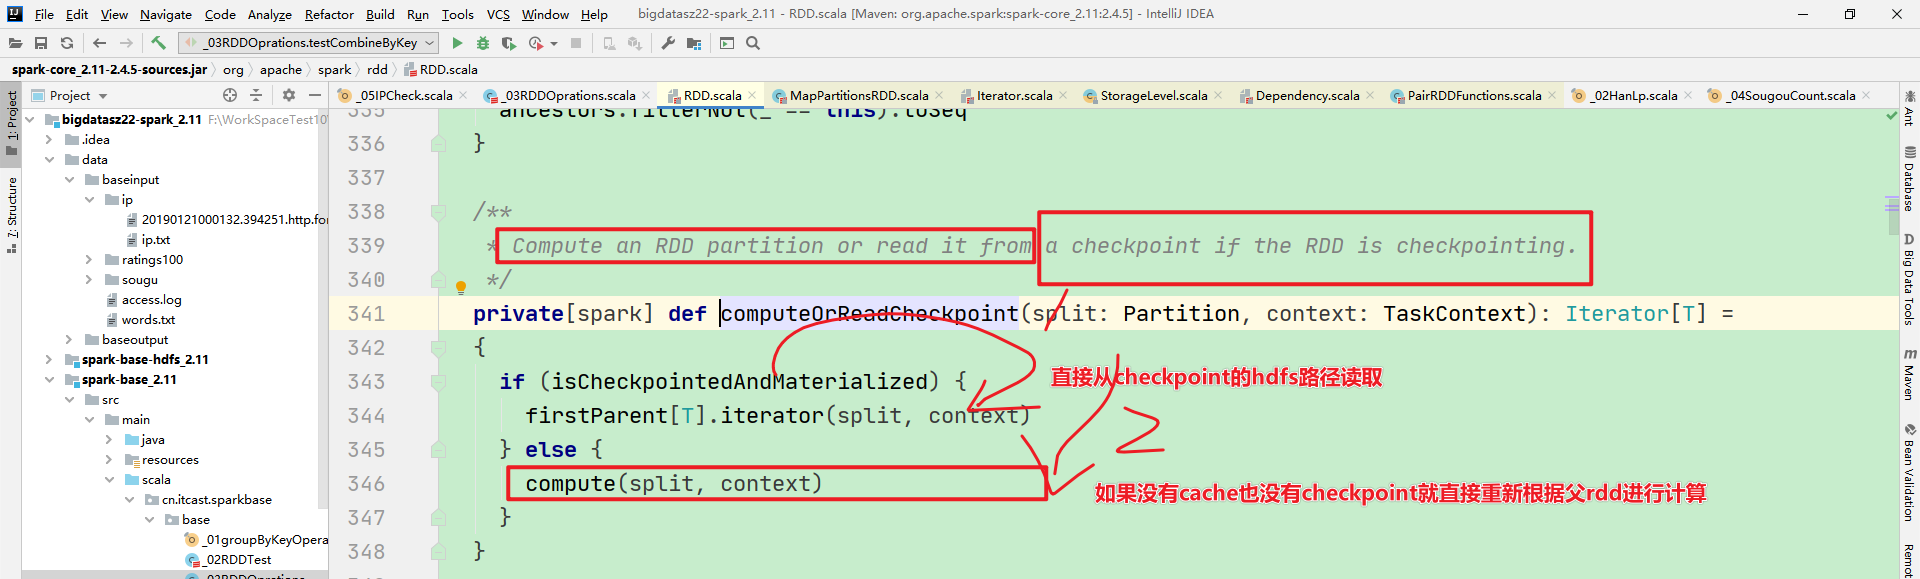 File Edit View Navigate Code Analyze Refactor Build Run Tools VCS Window Help bigdatasz22-spark_2.11 - RDD.scala [Maven: org.apache.spark:spark-core_2.11:2.4.5] - IntelliJ IDEA
_03RDDOprations.testCombineByKey
spark-core_2.11-2.4.5-sources.jar org apache spark rdd RDD.scala
Project
_05IPCheck.scala _03RDDOprations.scala RDD.scala MapPartitionsRDD.scala Iterator.scala StorageLevel.scala Dependency.scala PairRDDFunctions.scala _02HanLp.scala _04SougouCount.scala
1: Project
7: Structure
bigdatasz22-spark_2.11 F:\WorkSpaceTest10
.idea
data
baseinput
ip
20190121000132.394251.http.for
ip.txt
ratings100
sougu
access.log
words.txt
baseoutput
spark-base-hdfs_2.11
spark-base_2.11
src
main
java
resources
scala
cn.itcast.sparkbase
base
_01groupByKeyOpera
_02RDDTest
_03RDDOprations
335 ancestors.filterNot(_ == this).toSeq
336 }
337
338 /**
339 * Compute an RDD partition or read it from a checkpoint if the RDD is checkpointing.
340 */
341 private[spark] def computeOrReadCheckpoint(split: Partition, context: TaskContext): Iterator[T] =
342 {
343 if (isCheckpointedAndMaterialized) {
直接从checkpoint的hdfs路径读取
344 firstParent[T].iterator(split, context)
2
345 } else {
346 compute(split, context)
如果没有cache也没有checkpoint就直接重新根据父rdd进行计算
347 }
348 }
Ant
Database
Big Data Tools
Maven
Bean Validation